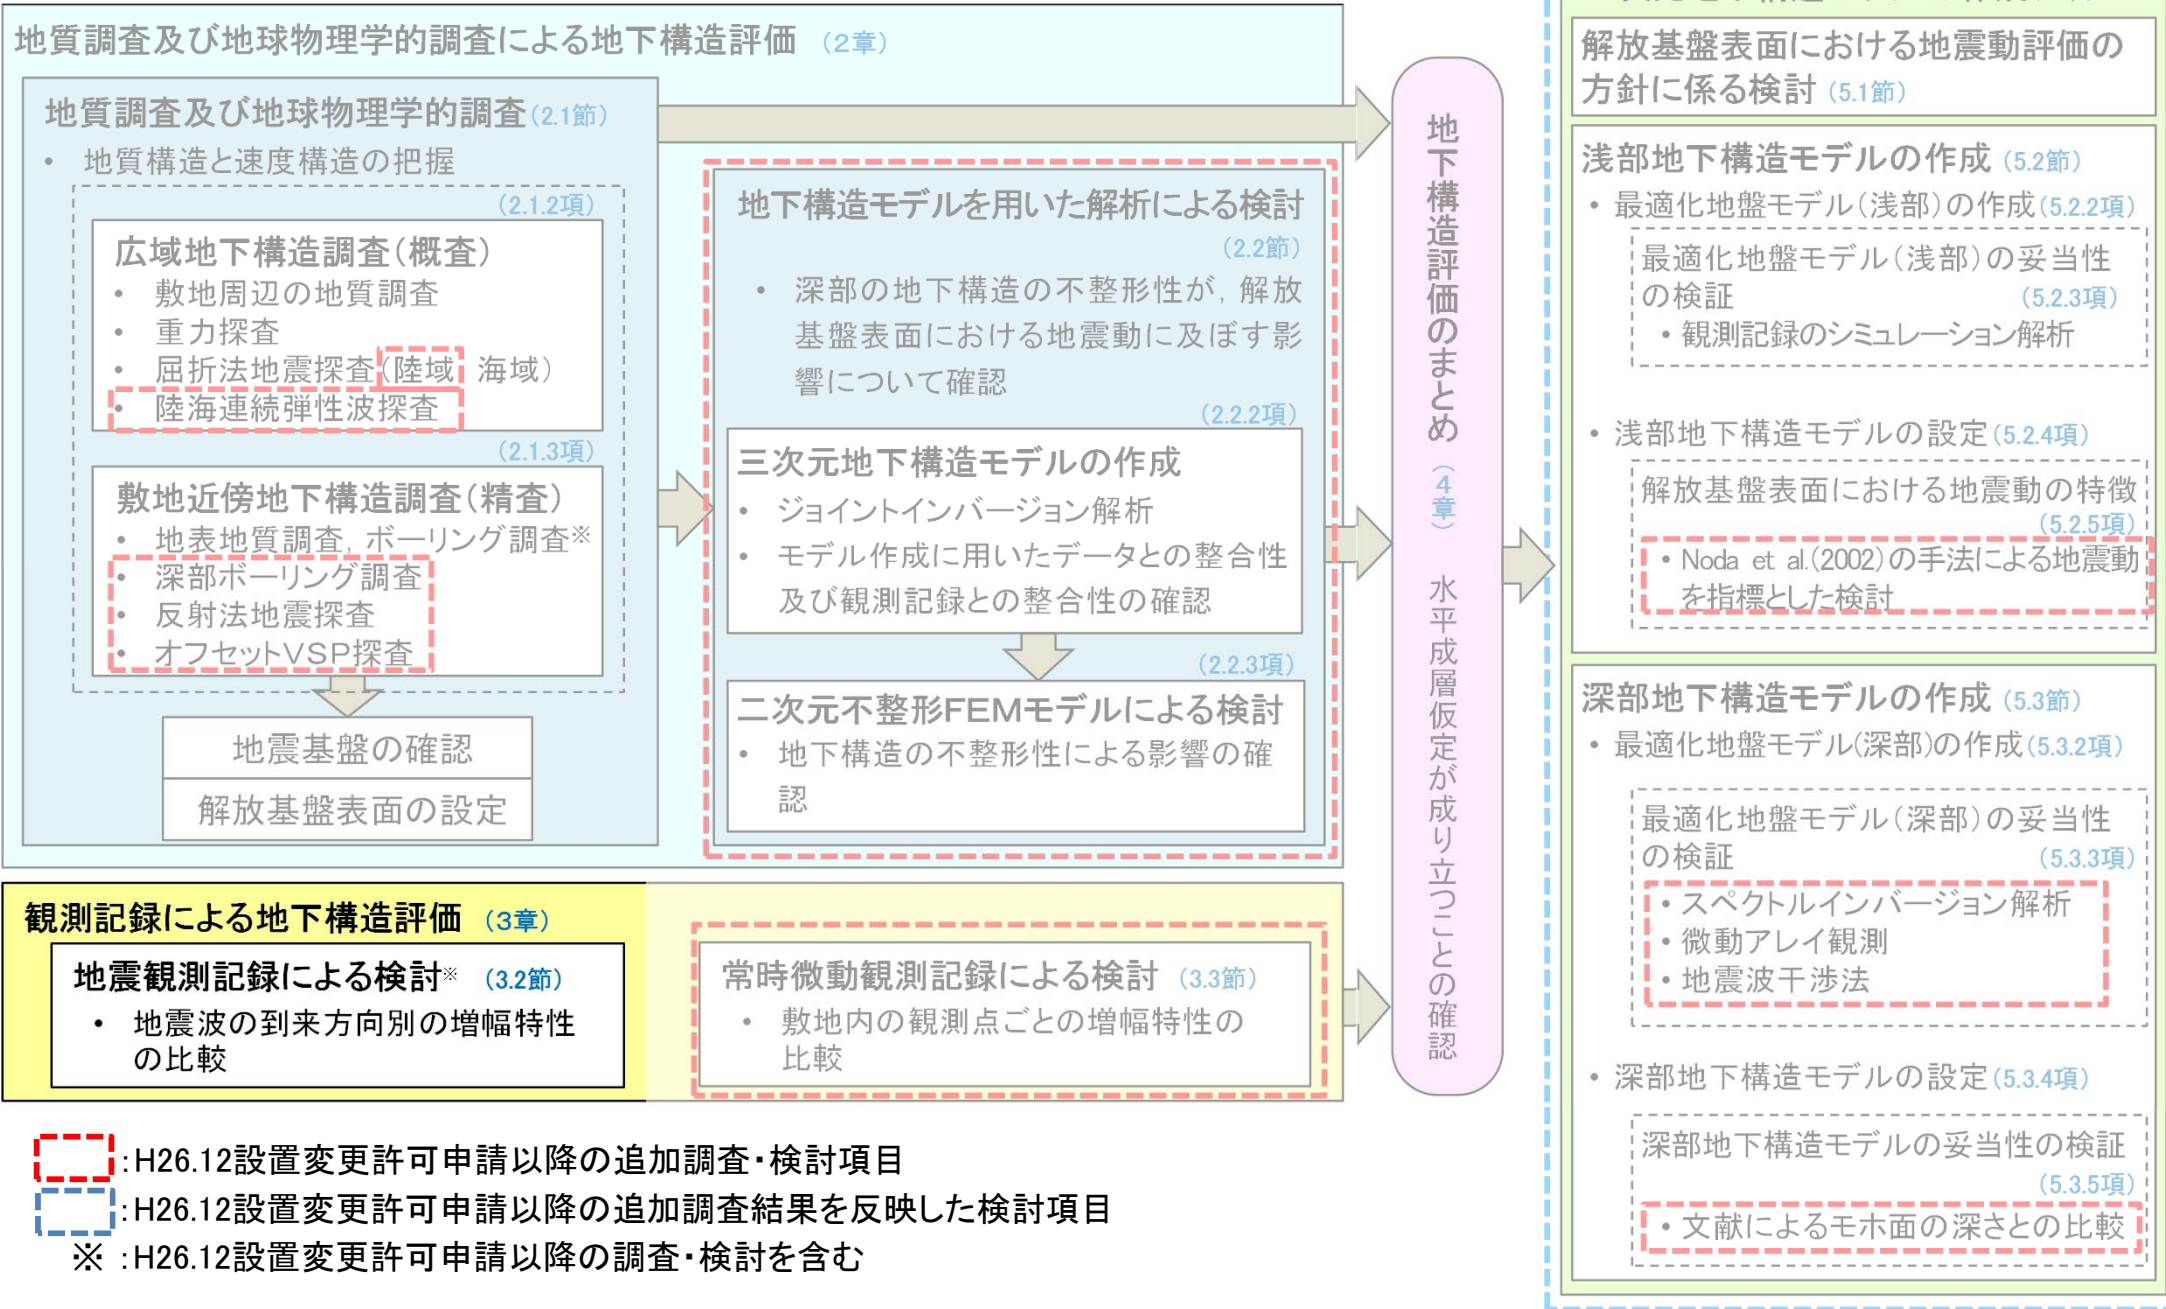 地質調査及び地球物理学的調査による地下構造評価 (2章)
地質調査及び地球物理学的調査(2.1節)
• 地質構造と速度構造の把握
(2.1.2項)
広域地下構造調査(概査)
• 敷地周辺の地質調査
• 重力探査
• 屈折法地震探査(陸域 海域)
• 陸海連続弾性波探査
(2.1.3項)
敷地近傍地下構造調査(精査)
• 地表地質調査, ボーリング調査※
• 深部ボーリング調査
• 反射法地震探査
• オフセットVSP探査
地震基盤の確認
解放基盤表面の設定
地下構造モデルを用いた解析による検討
(2.2節)
• 深部の地下構造の不整形性が, 解放
基盤表面における地震動に及ぼす影
響について確認
(2.2.2項)
三次元地下構造モデルの作成
• ジョイントインバージョン解析
• モデル作成に用いたデータとの整合性
及び観測記録との整合性の確認
(2.2.3項)
二次元不整形FEMモデルによる検討
• 地下構造の不整形性による影響の確
認
観測記録による地下構造評価 (3章)
地震観測記録による検討※ (3.2節)
• 地震波の到来方向別の増幅特性
の比較
常時微動観測記録による検討 (3.3節)
• 敷地内の観測点ごとの増幅特性の
比較
地下構造評価のまとめ(4章) 水平成層仮定が成り立つことの確認
解放基盤表面における地震動評価の
方針に係る検討(5.1節)
浅部地下構造モデルの作成(5.2節)
• 最適化地盤モデル(浅部)の作成(5.2.2項)
最適化地盤モデル(浅部)の妥当性
の検証 (5.2.3項)
• 観測記録のシミュレーション解析
• 浅部地下構造モデルの設定(5.2.4項)
解放基盤表面における地震動の特徴
(5.2.5項)
• Noda et al.(2002)の手法による地震動
を指標とした検討
深部地下構造モデルの作成(5.3節)
• 最適化地盤モデル(深部)の作成(5.3.2項)
最適化地盤モデル(深部)の妥当性
の検証 (5.3.3項)
• スペクトルインバージョン解析
• 微動アレイ観測
• 地震波干渉法
• 深部地下構造モデルの設定(5.3.4項)
深部地下構造モデルの妥当性の検証
(5.3.5項)
• 文献によるモホ面の深さとの比較
:H26.12設置変更許可申請以降の追加調査・検討項目
:H26.12設置変更許可申請以降の追加調査結果を反映した検討項目
※ :H26.12設置変更許可申請以降の調査・検討を含む